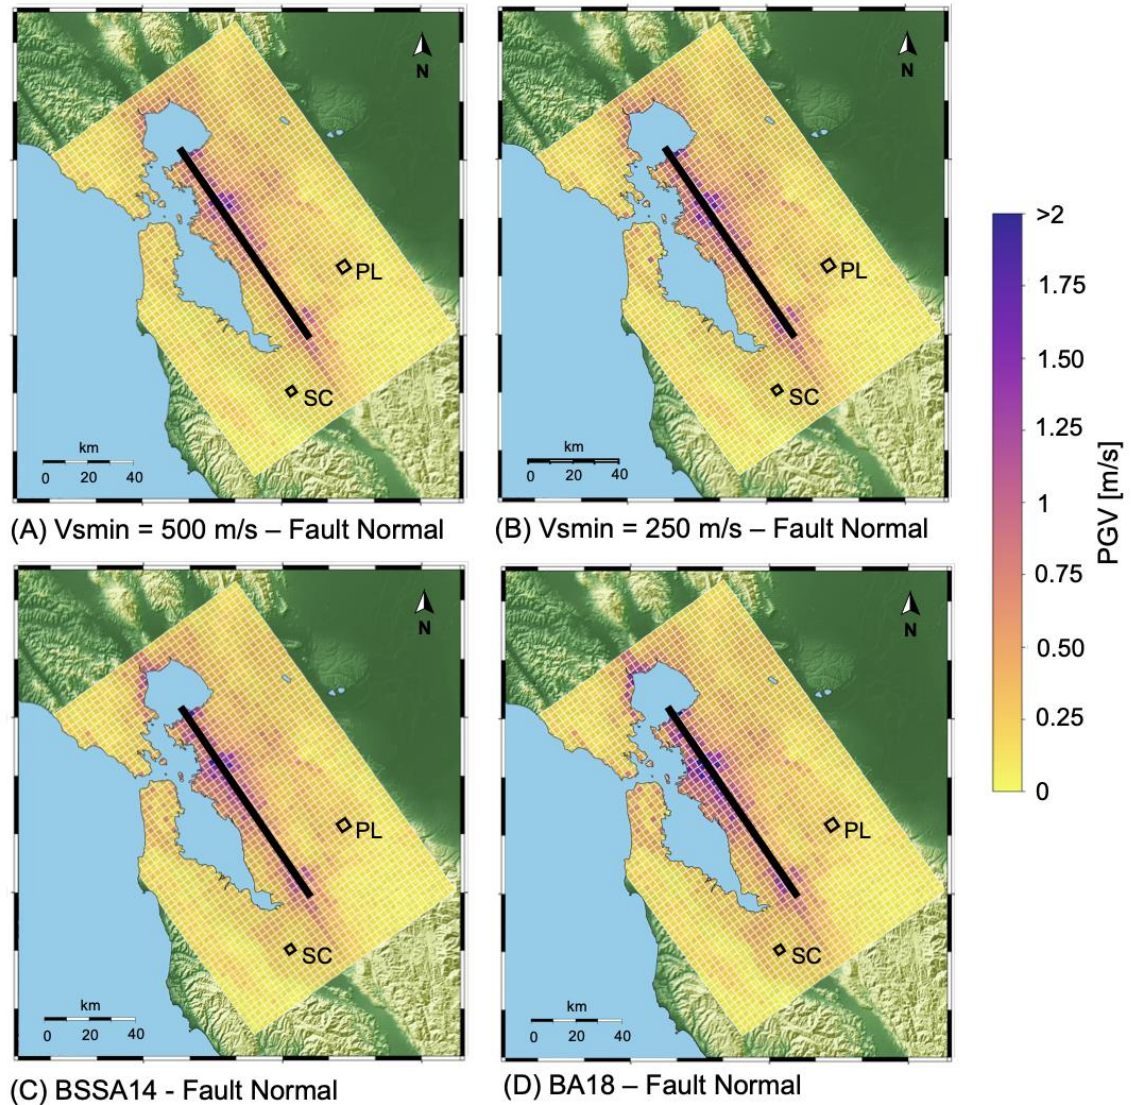 N
PL
SC
km
0 20 40
(A) Vsmin = 500 m/s – Fault Normal
N
PL
SC
km
0 20 40
(B) Vsmin = 250 m/s – Fault Normal
N
PL
SC
km
0 20 40
(C) BSSA14 - Fault Normal
N
PL
SC
km
0 20 40
(D) BA18 – Fault Normal
>2
1.75
1.50
1.25
1
0.75
0.50
0.25
0
PGV [m/s]